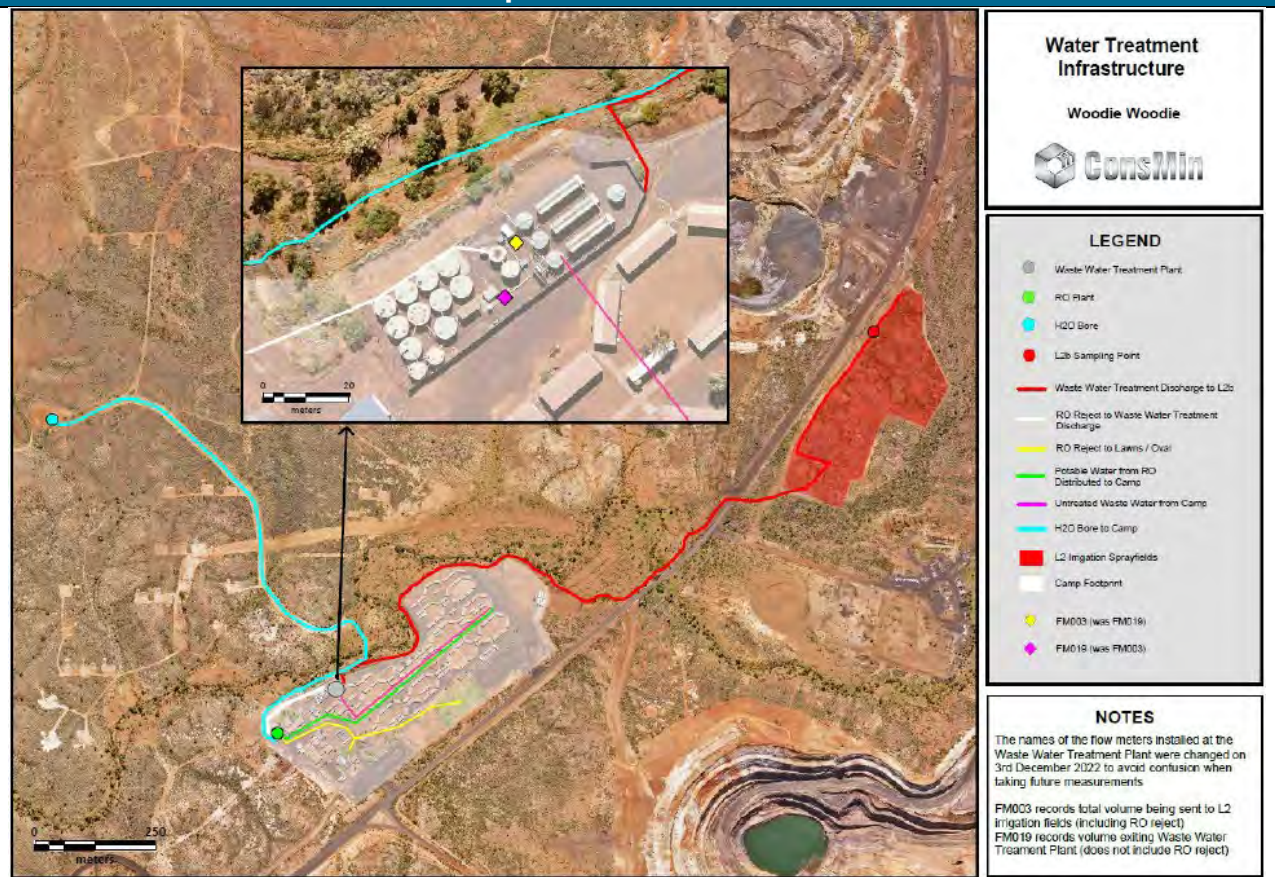 Water Treatment
Infrastructure
Woodie Woodie
ConsMin
LEGEND
Waste Water Treatment Plant
RO Plant
H2O Bore
L2b Sampling Point
Waste Water Treatment Discharge to L2b
RO Reject to Waste Water Treatment
Discharge
RO Reject to Lawns / Oval
Potable Water from RO
Distributed to Camp
Untreated Waste Water from Camp
H2O Bore to Camp
L2 Irrigation Sprayfields
Camp Footprint
FM003 (was FM019)
FM019 (was FM003)
NOTES
The names of the flow meters installed at the
Waste Water Treatment Plant were changed on
3rd December 2022 to avoid confusion when
taking future measurements
FM003 records total volume being sent to L2
irrigation fields (including RO reject)
FM019 records volume exiting Waste Water
Treament Plant (does not include RO reject)
0 20
meters
0 250
meters